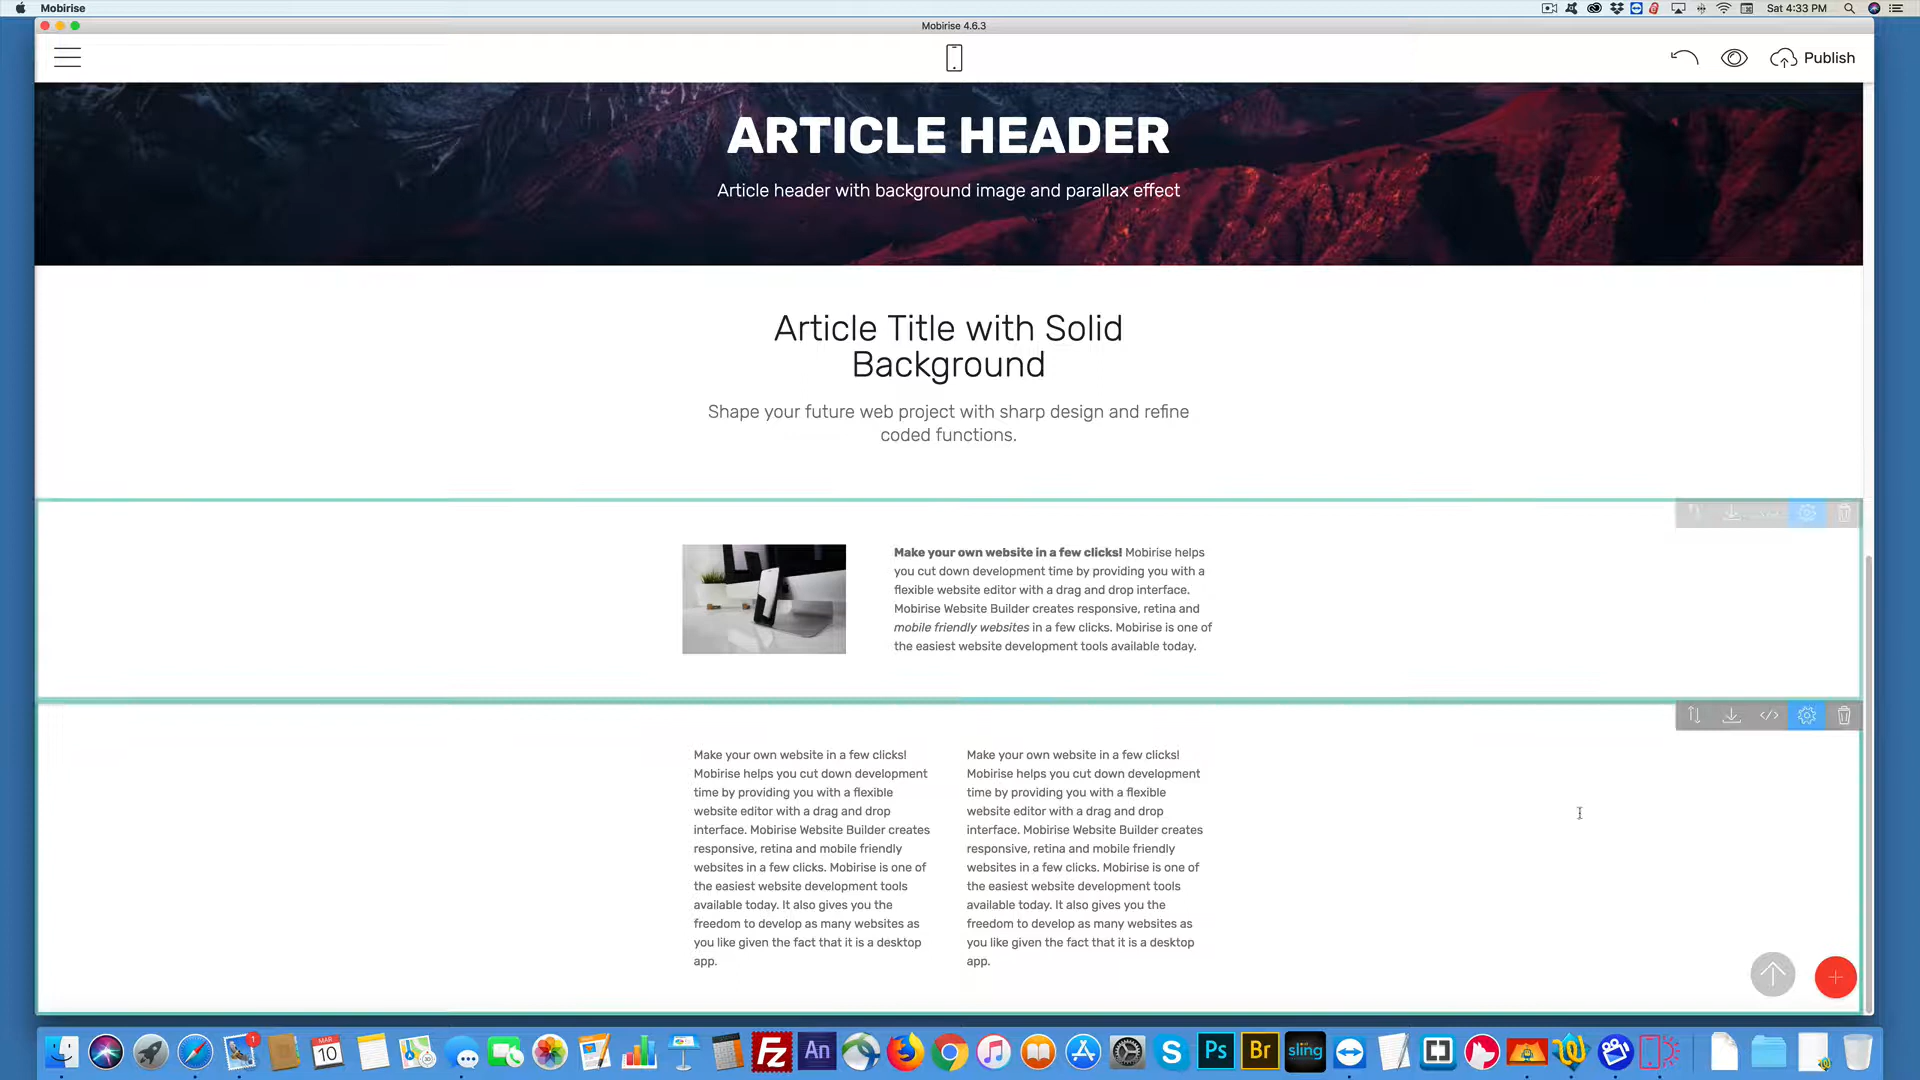 Mobirise
Sat 4:33 PM
Mobirise 4.6.3
Publish
ARTICLE HEADER
Article header with background image and parallax effect
Article Title with Solid
Background
Shape your future web project with sharp design and refine
coded functions.
Make your own website in a few clicks! Mobirise helps
you cut down development time by providing you with a
flexible website editor with a drag and drop interface.
Mobirise Website Builder creates responsive, retina and
mobile friendly websites in a few clicks. Mobirise is one of
the easiest website development tools available today.
Make your own website in a few clicks!
Mobirise helps you cut down development
time by providing you with a flexible
website editor with a drag and drop
interface. Mobirise Website Builder creates
responsive, retina and mobile friendly
websites in a few clicks. Mobirise is one of
the easiest website development tools
available today. It also gives you the
freedom to develop as many websites as
you like given the fact that it is a desktop
app.
Make your own website in a few clicks!
Mobirise helps you cut down development
time by providing you with a flexible
website editor with a drag and drop
interface. Mobirise Website Builder creates
responsive, retina and mobile friendly
websites in a few clicks. Mobirise is one of
the easiest website development tools
available today. It also gives you the
freedom to develop as many websites as
you like given the fact that it is a desktop
app.
1
MAR
10
Fz
An
S
Ps
Br
sling